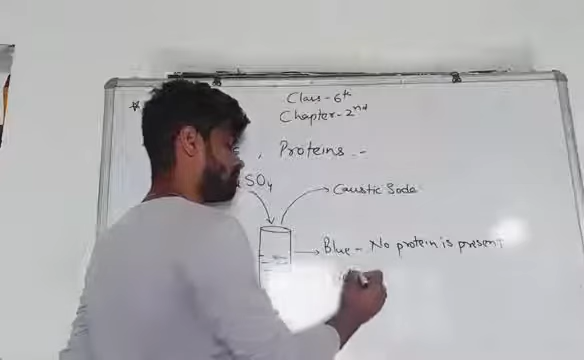 Class-6th
Chapter-2nd
Proteins :-
SO4
Caustic Soda
Blue - No protein is present